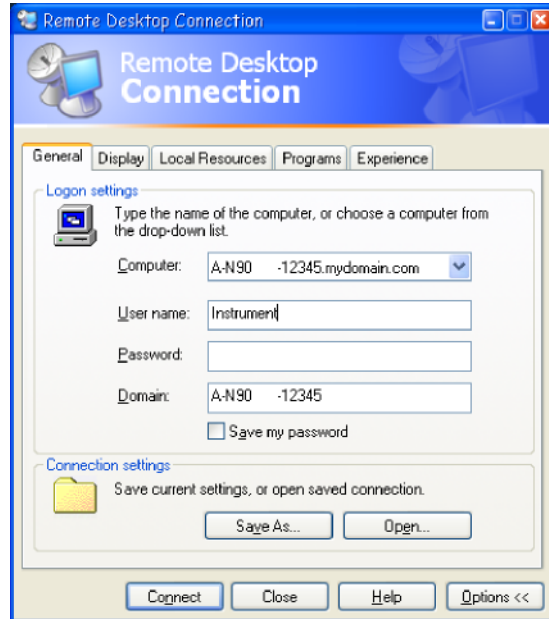 Remote Desktop Connection
Remote Desktop
Connection
General Display Local Resources Programs Experience
Logon settings
Type the name of the computer, or choose a computer from
the drop-down list.
Computer: A-N90 -12345.mydomain.com
User name: Instrument
Password:
Domain: A-N90 -12345
Save my password
Connection settings
Save current settings, or open saved connection.
Save As... Open...
Connect Close Help Options <<